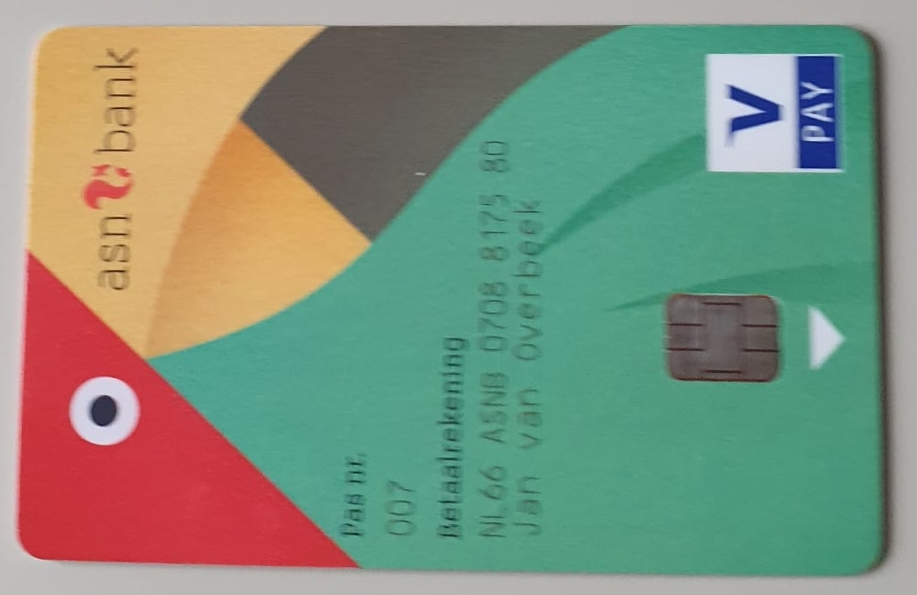 asn bank
Pas nr.
007
Betaalrekening
NL66 ASNB 0708 8175 80
Jan van Overbeek
V
PAY